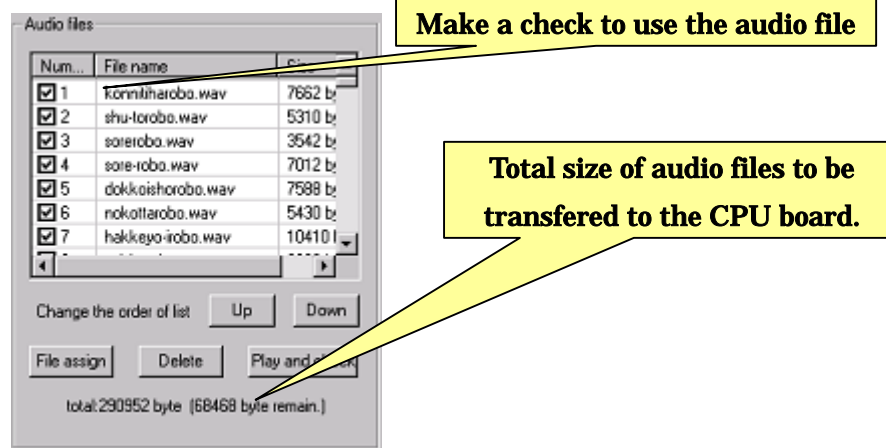 Make a check to use the audio file
Audio files
Num... File name Size
1 konnitiharobo.wav 7662 by
2 shu-torobo.wav 5310 by
3 sorerobo.wav 3542 by
4 sore-robo.wav 7012 by
5 dokkoishorobo.wav 7588 by
6 nokottarobo.wav 5430 by
7 hakkeyo-irobo.wav 10410
Total size of audio files to be
transfered to the CPU board.
Change the order of list Up Down
File assign Delete Play and check
total:290952 byte (68468 byte remain.)